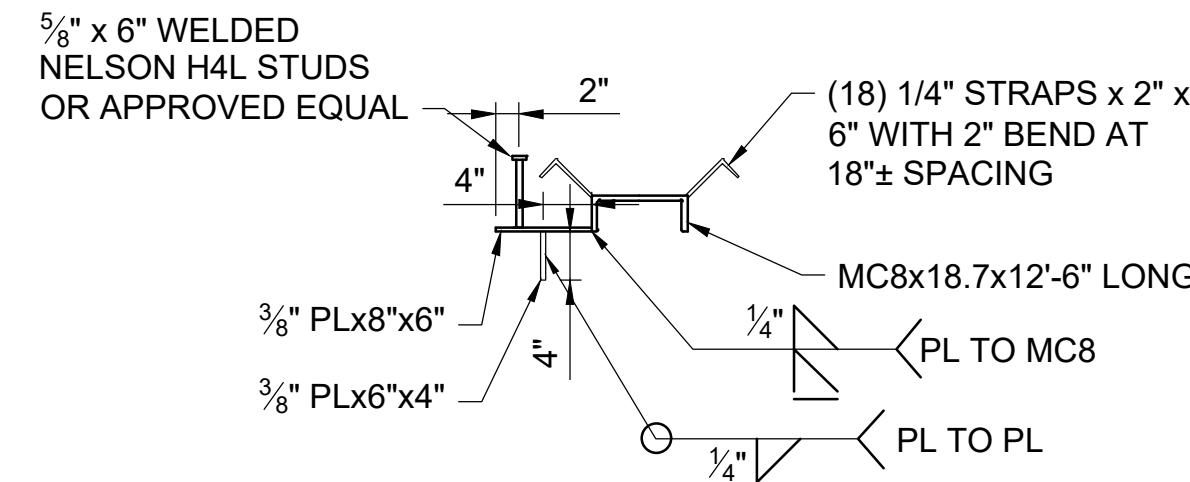 ⅝" x 6" WELDED
NELSON H4L STUDS
OR APPROVED EQUAL
2"
(18) 1/4" STRAPS x 2" x
6" WITH 2" BEND AT
18"± SPACING
4"
MC8x18.7x12'-6" LONG
⅜" PLx8"x6"
¼"
PL TO MC8
4"
⅜" PLx6"x4"
¼"
PL TO PL